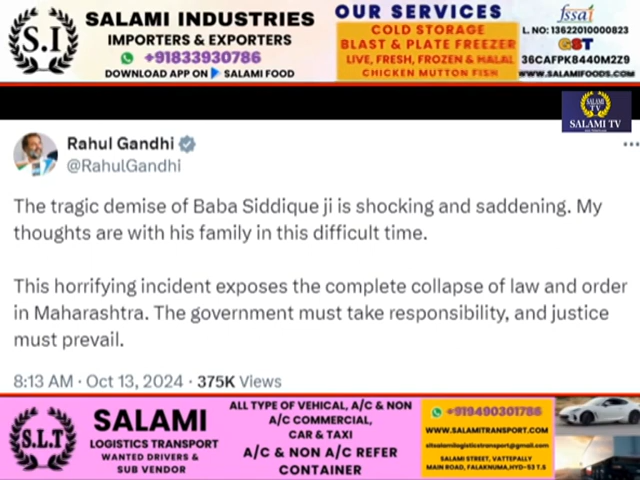 SALAMI INDUSTRIES
IMPORTERS & EXPORTERS
+91833930786
DOWNLOAD APP ON SALAMI FOOD
S.I
OUR SERVICES
COLD STORAGE
BLAST & PLATE FREEZER
LIVE, FRESH, FROZEN & HALAL
CHICKEN MUTTON FISH
fssai
L. NO: 13622010000823
GST
36CAFPK8440M2Z9
WWW.SALAMIFOODS.COM
SALAMI TV
SALAMI TV
Rahul Gandhi
@RahulGandhi
The tragic demise of Baba Siddique ji is shocking and saddening. My
thoughts are with his family in this difficult time.
This horrifying incident exposes the complete collapse of law and order
in Maharashtra. The government must take responsibility, and justice
must prevail.
8:13 AM · Oct 13, 2024 · 375K Views
S.L.T
SALAMI
LOGISTICS TRANSPORT
WANTED DRIVERS &
SUB VENDOR
ALL TYPE OF VEHICAL, A/C & NON
A/C COMMERCIAL,
CAR & TAXI
A/C & NON A/C REFER
CONTAINER
+919490301786
WWW.SALAMITRANSPORT.COM
SALAMI STREET, VATTEPALLY
MAIN ROAD, FALAKNUMA,HYD-53 T.S